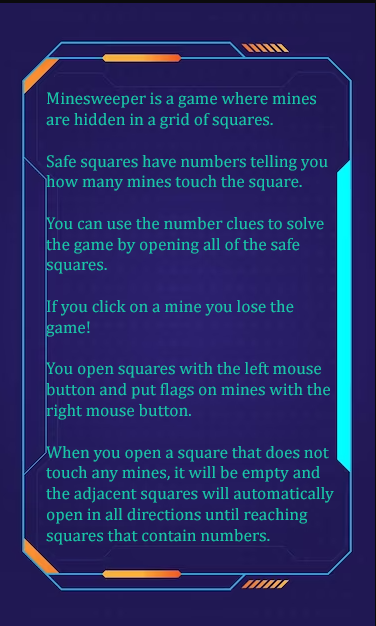 Minesweeper is a game where mines
are hidden in a grid of squares.
Safe squares have numbers telling you
how many mines touch the square.
You can use the number clues to solve
the game by opening all of the safe
squares.
If you click on a mine you lose the
game!
You open squares with the left mouse
button and put flags on mines with the
right mouse button.
When you open a square that does not
touch any mines, it will be empty and
the adjacent squares will automatically
open in all directions until reaching
squares that contain numbers.